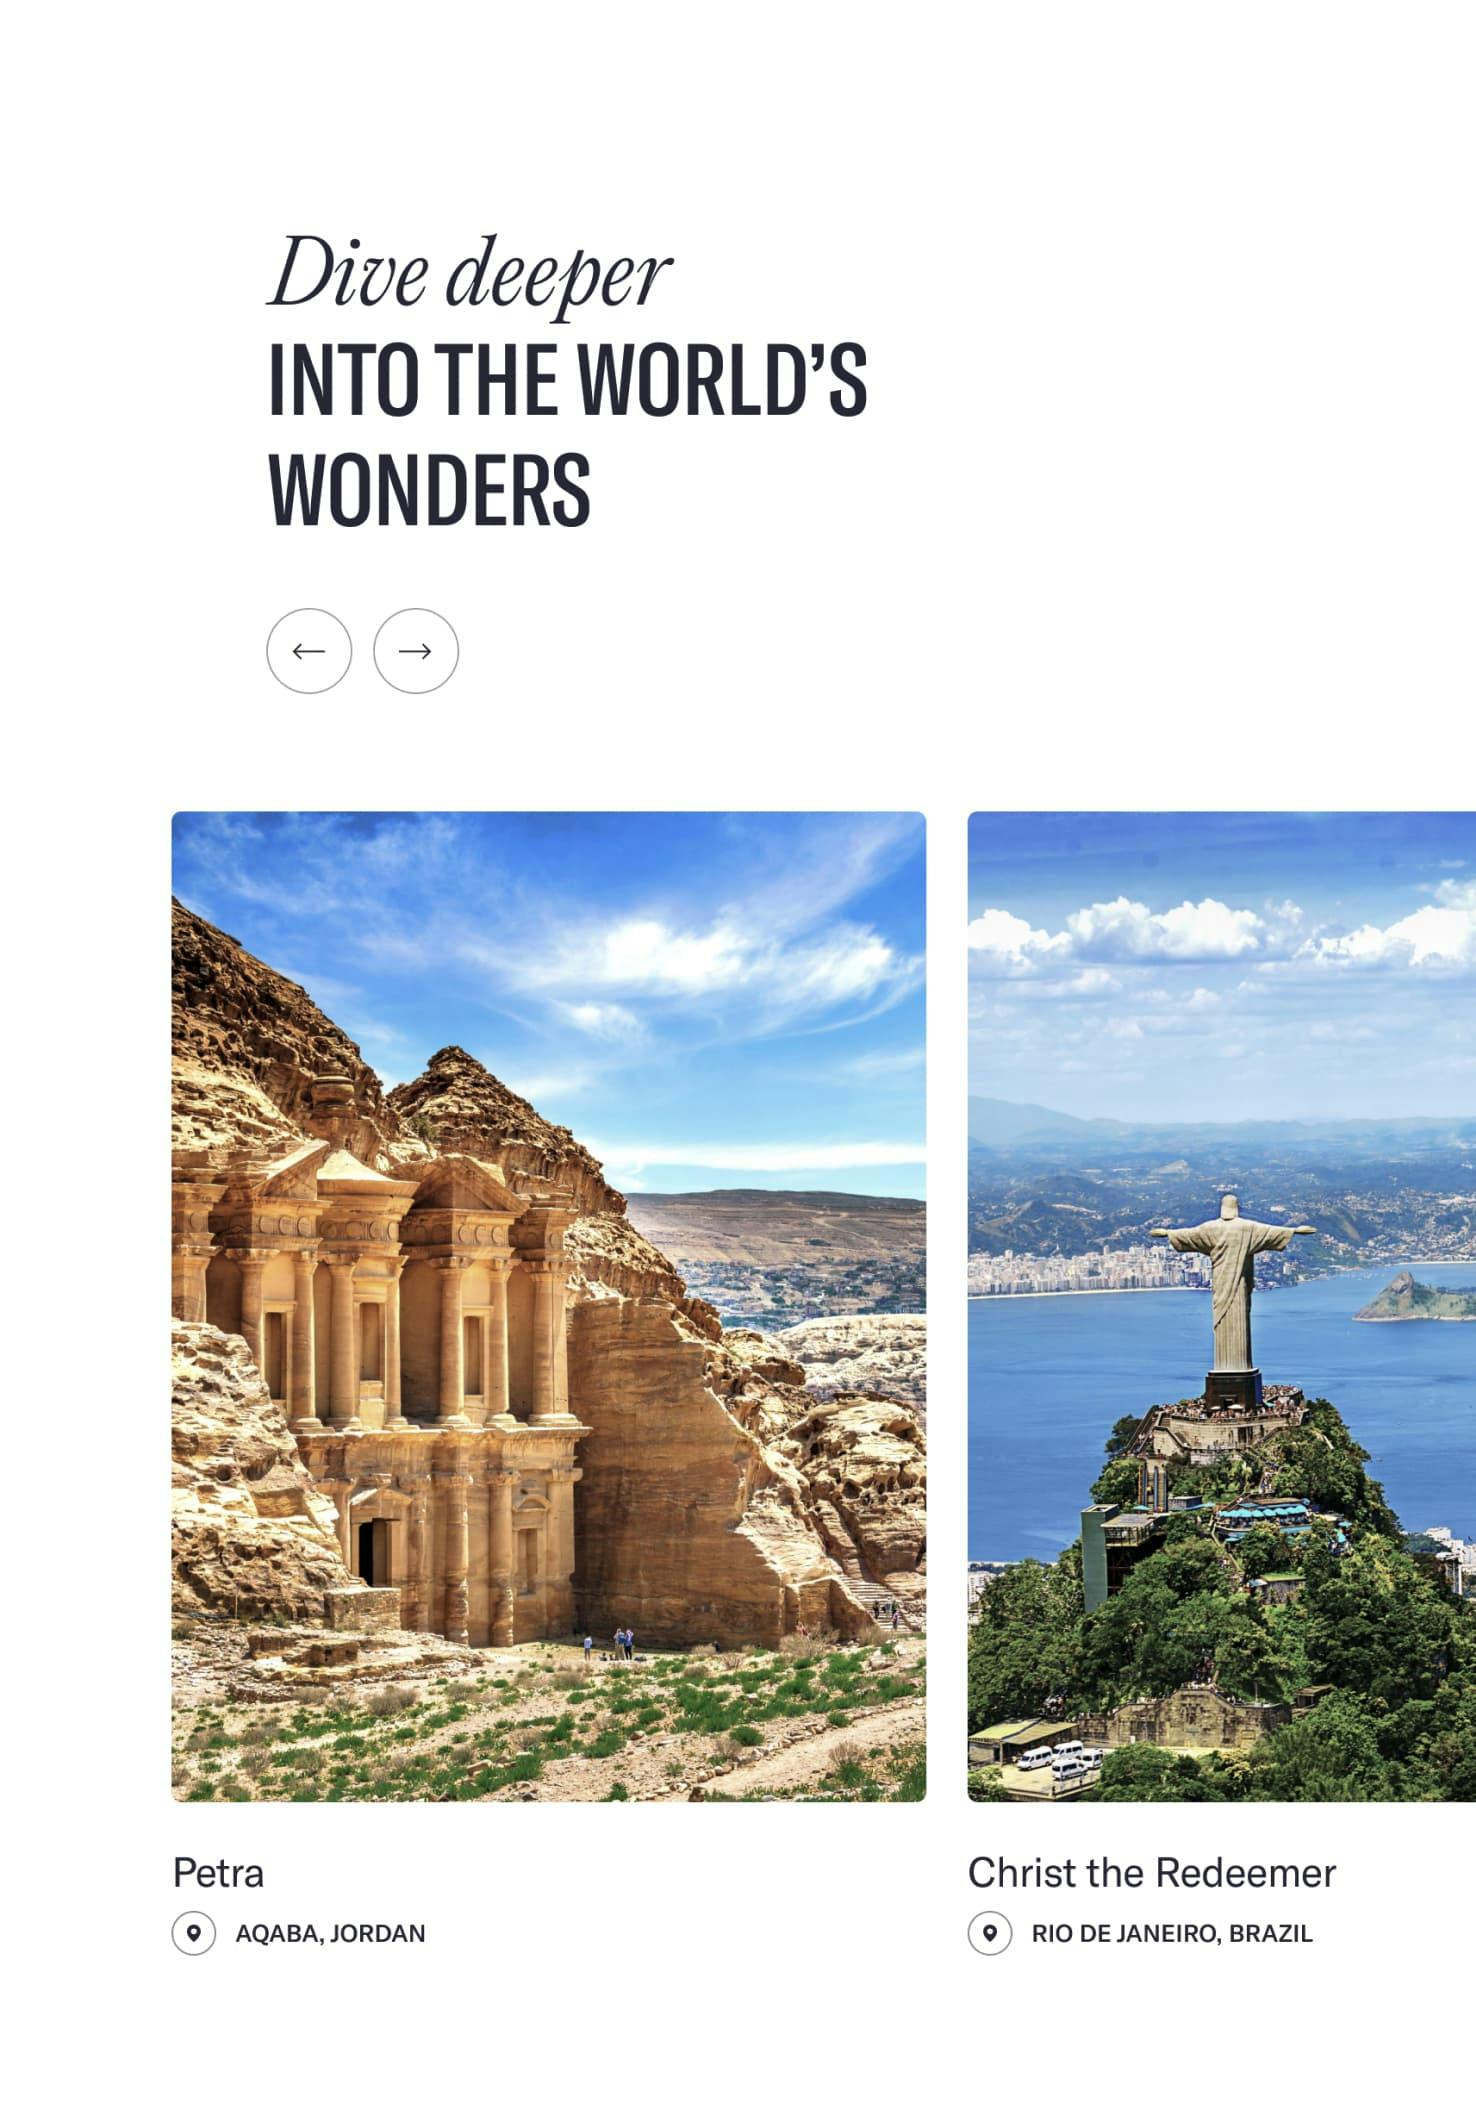 Dive deeper
INTO THE WORLD’S
WONDERS
Petra
AQABA, JORDAN
Christ the Redeemer
RIO DE JANEIRO, BRAZIL